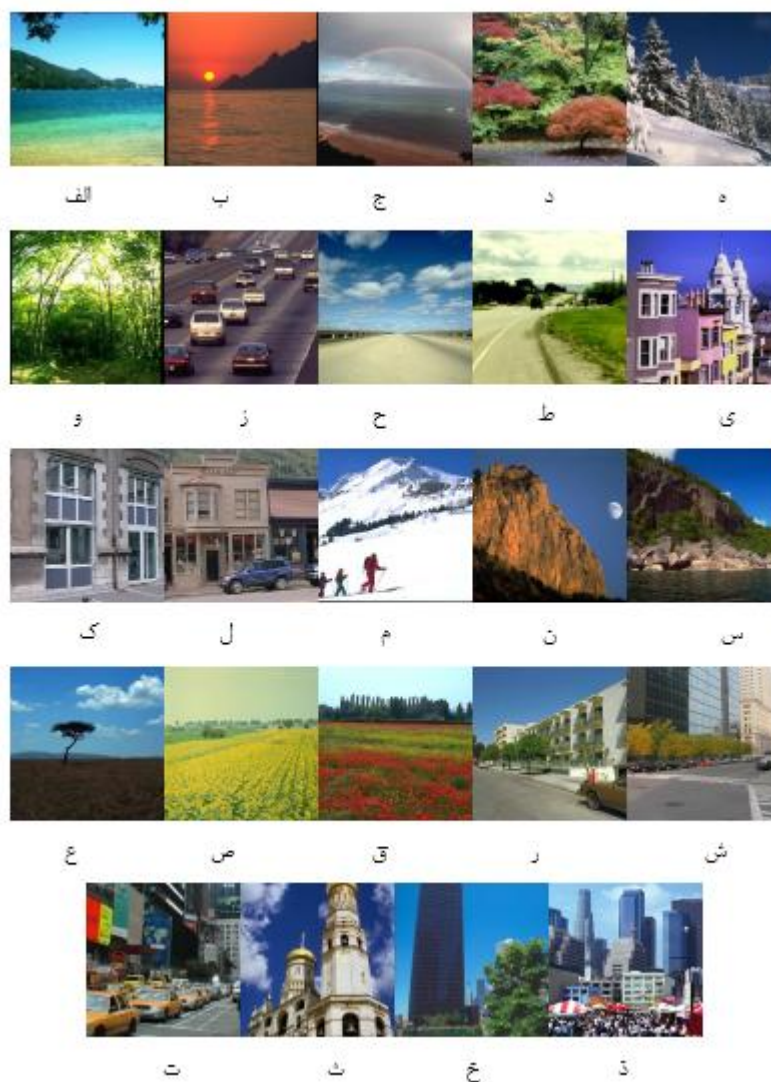 الف ب ج د ه
و ز ح ط ی
ک ل م ن س
ع ص ق ر ش
ت ث خ ذ